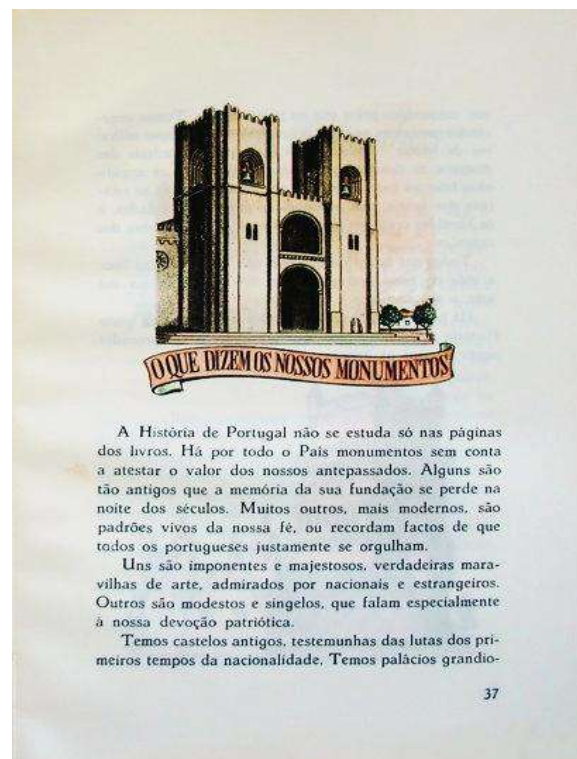 O QUE DIZEM OS NOSSOS MONUMENTOS
A História de Portugal não se estuda só nas páginas
dos livros. Há por todo o País monumentos sem conta
a atestar o valor dos nossos antepassados. Alguns são
tão antigos que a memória da sua fundação se perde na
noite dos séculos. Muitos outros, mais modernos, são
padrões vivos da nossa fé, ou recordam factos de que
todos os portugueses justamente se orgulham.
Uns são imponentes e majestosos, verdadeiras mara-
vilhas de arte, admirados por nacionais e estrangeiros.
Outros são modestos e singelos, que falam especialmente
à nossa devoção patriótica.
Temos castelos antigos, testemunhas das lutas dos pri-
meiros tempos da nacionalidade. Temos palácios grandio-
37